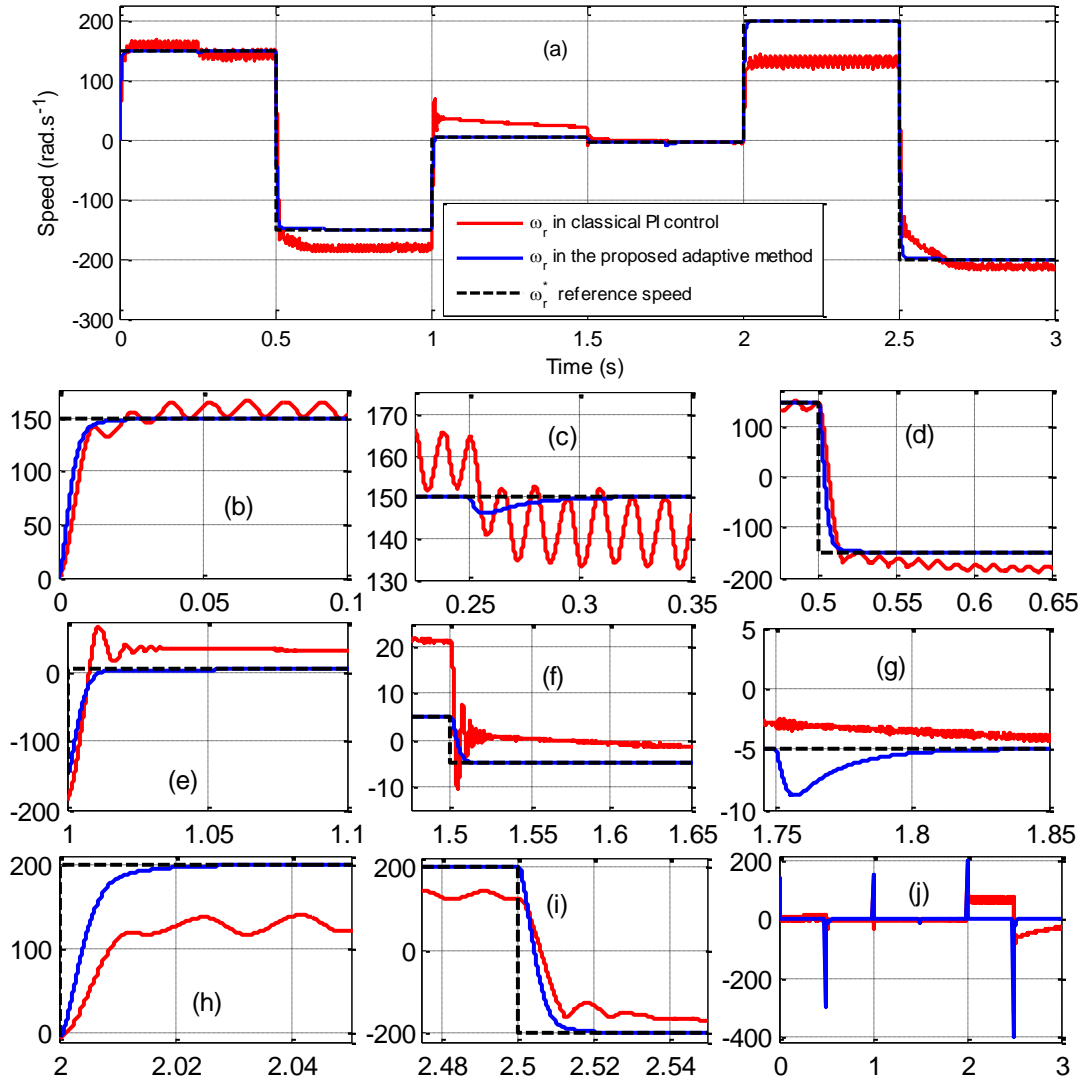 200
100
0
-100
-200
-300
Speed (rad.s-1)
(a)
ωr in classical PI control
ωr in the proposed adaptive method
ωr* reference speed
0 0.5 1 1.5 2 2.5 3
Time (s)
150
100
50
0
(b)
0 0.05 0.1
170
160
150
140
130
(c)
0.25 0.3 0.35
100
0
-100
-200
(d)
0.5 0.55 0.6 0.65
0
-100
-200
(e)
1 1.05 1.1
20
10
0
-10
(f)
1.5 1.55 1.6 1.65
5
0
-5
-10
(g)
1.75 1.8 1.85
200
100
0
(h)
2 2.02 2.04
200
0
-200
(i)
2.48 2.5 2.52 2.54
200
0
-200
-400
(j)
0 1 2 3